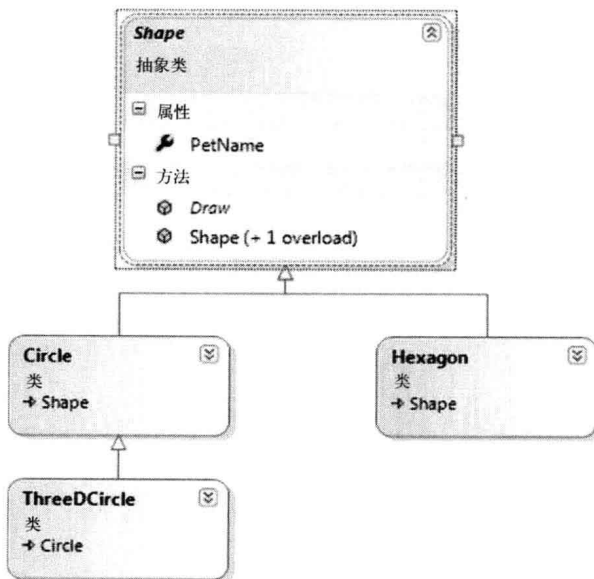 Shape
抽象类
属性
PetName
方法
Draw
Shape (+ 1 overload)
Circle
类
Shape
Hexagon
类
Shape
ThreeDCircle
类
Circle